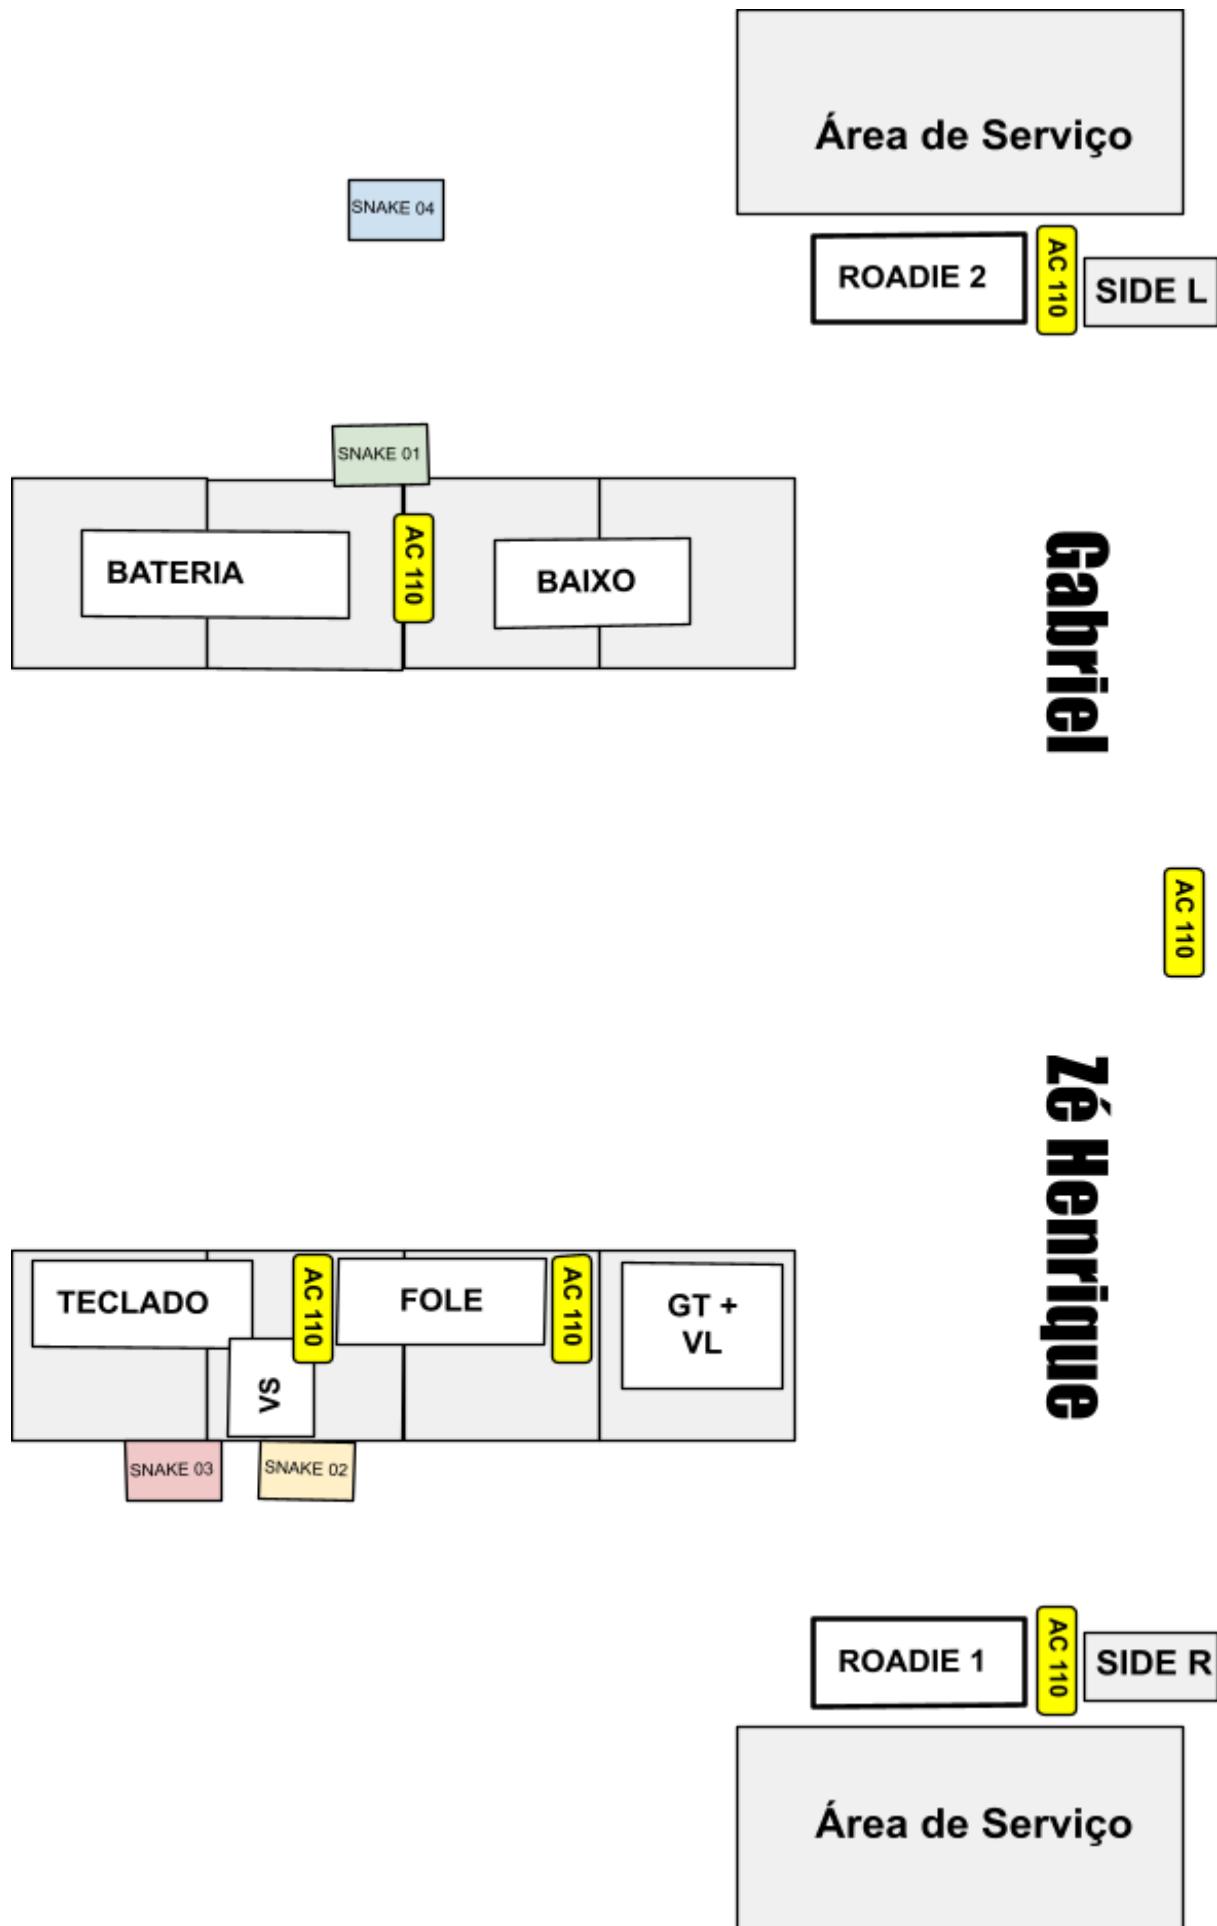 Área de Serviço
SNAKE 04
ROADIE 2
AC 110
SIDE L
SNAKE 01
BATERIA
AC 110
BAIXO
Gabriel
AC 110
Zé Henrique
TECLADO
AC 110
FOLE
AC 110
GT +
VL
VS
SNAKE 03
SNAKE 02
ROADIE 1
AC 110
SIDE R
Área de Serviço